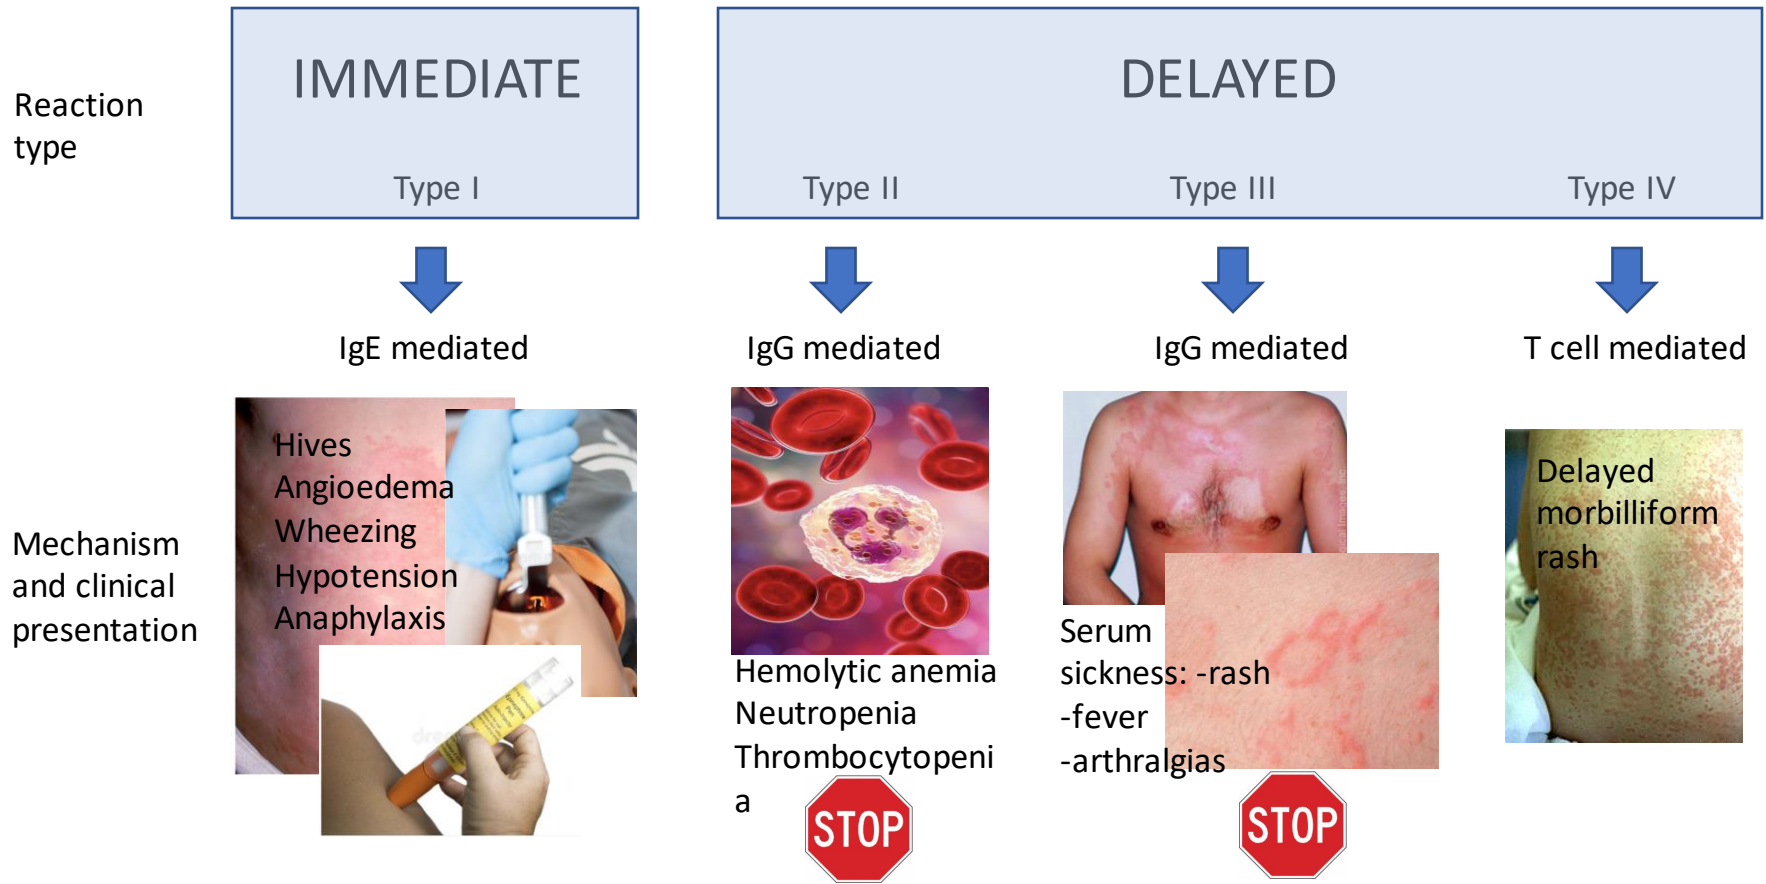 IMMEDIATE
DELAYED
Reaction
type
Type I
Type II
Type III
Type IV
IgE mediated
IgG mediated
IgG mediated
T cell mediated
Mechanism
and clinical
presentation
Hives
Angioedema
Wheezing
Hypotension
Anaphylaxis
Hemolytic anemia
Neutropenia
Thrombocytopeni
a
STOP
Serum
sickness: -rash
-fever
-arthralgias
STOP
Delayed
morbilliform
rash